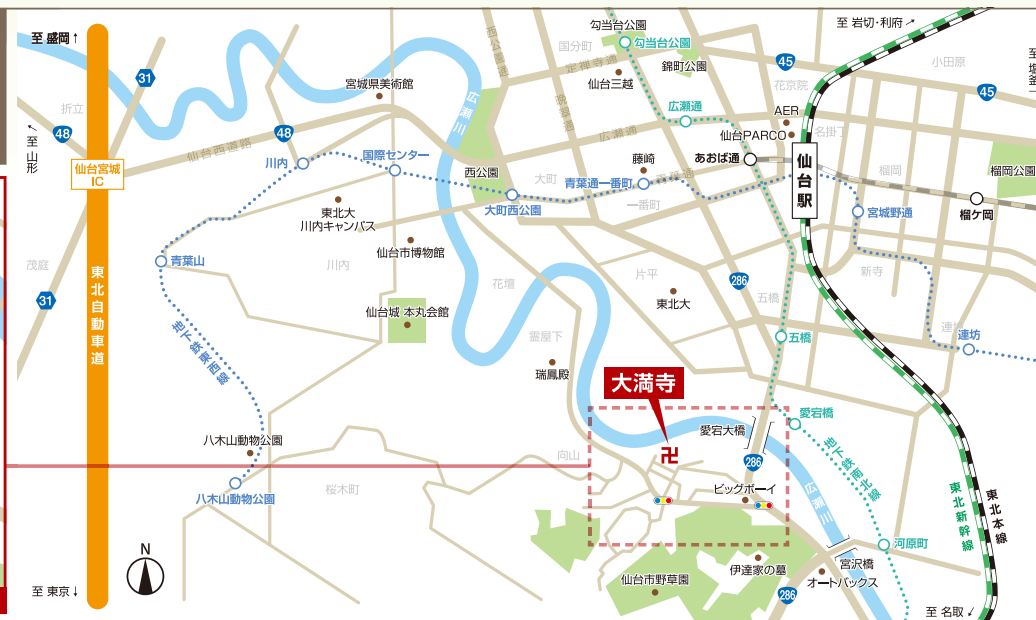 至 盛岡↑
31
折立
48
↑至 山形
仙台宮城
IC
茂庭
31
東北自動車道
至 東京↓
N
48
仙台西道路
川内
宮城県美術館
国際センター
東北大
川内キャンパス
仙台市博物館
川内
青葉山
地下鉄東西線
仙台城 本丸会館
八木山動物公園
八木山動物公園
桜木町
西公園通
広瀬川
西公園
大町西公園
大町
花壇
霊屋下
瑞鳳殿
向山
勾当台公園
勾当台公園
国分町
定禅寺通
仙台三越
錦町公園
晩翠通
広瀬通
広瀬通
藤崎
青葉通一番町
青葉通
一番町
片平
東北大
45
花京院
AER
仙台PARCO
名掛丁
あおば通
仙台駅
至 岩切・利府↗
小田原
45
榴岡
榴岡公園
榴ケ岡
宮城野通
新寺
連坊
286
五橋
五橋
大満寺
愛宕大橋
愛宕橋
卍
286
ビッグボーイ
地下鉄南北線
広瀬川
東北新幹線
東北本線
河原町
宮沢橋
オートバックス
伊達家の墓
仙台市野草園
286
至 名取↙